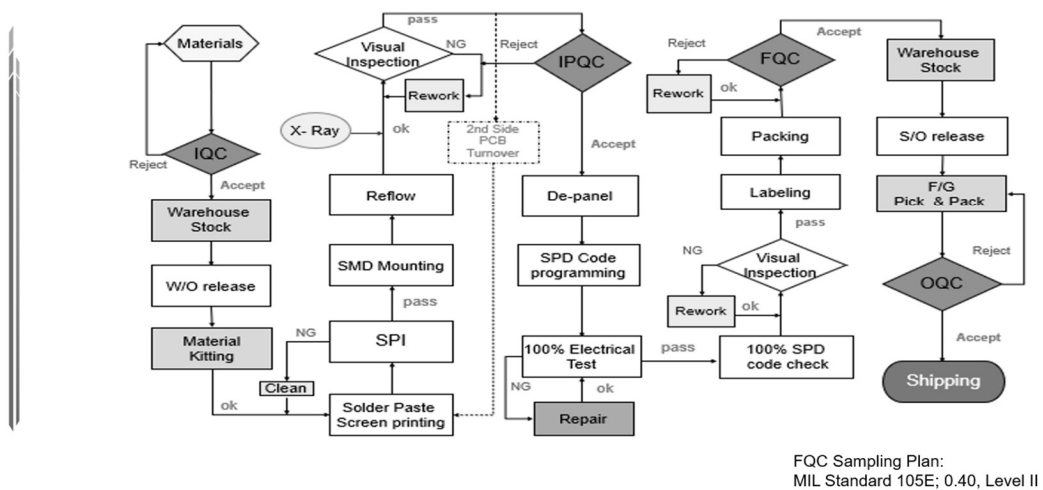 Materials
Reject
IQC
Accept
Warehouse
Stock
W/O release
Material
Kitting
ok
NG
Clean
Solder Paste
Screen printing
SPI
pass
SMD Mounting
Reflow
X- Ray
ok
Visual
Inspection
NG
Rework
pass
Reject
2nd Side
PCB
Turnover
IPQC
Accept
De-panel
SPD Code
programming
100% Electrical
Test
NG
ok
Repair
pass
100% SPD
code check
Rework
ok
NG
Visual
Inspection
pass
Labeling
Packing
Rework
ok
Reject
FQC
Accept
Warehouse
Stock
S/O release
F/G
Pick & Pack
Reject
OQC
Accept
Shipping
FQC Sampling Plan:
MIL Standard 105E; 0.40, Level II